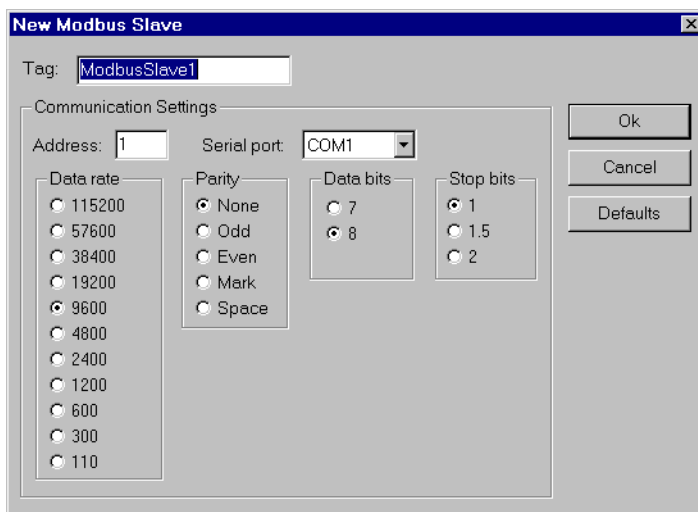 New Modbus Slave
Tag: ModbusSlave1
Communication Settings
Address: 1 Serial port: COM1
Data rate
115200
57600
38400
19200
9600
4800
2400
1200
600
300
110
Parity
None
Odd
Even
Mark
Space
Data bits
7
8
Stop bits
1
1.5
2
Ok
Cancel
Defaults